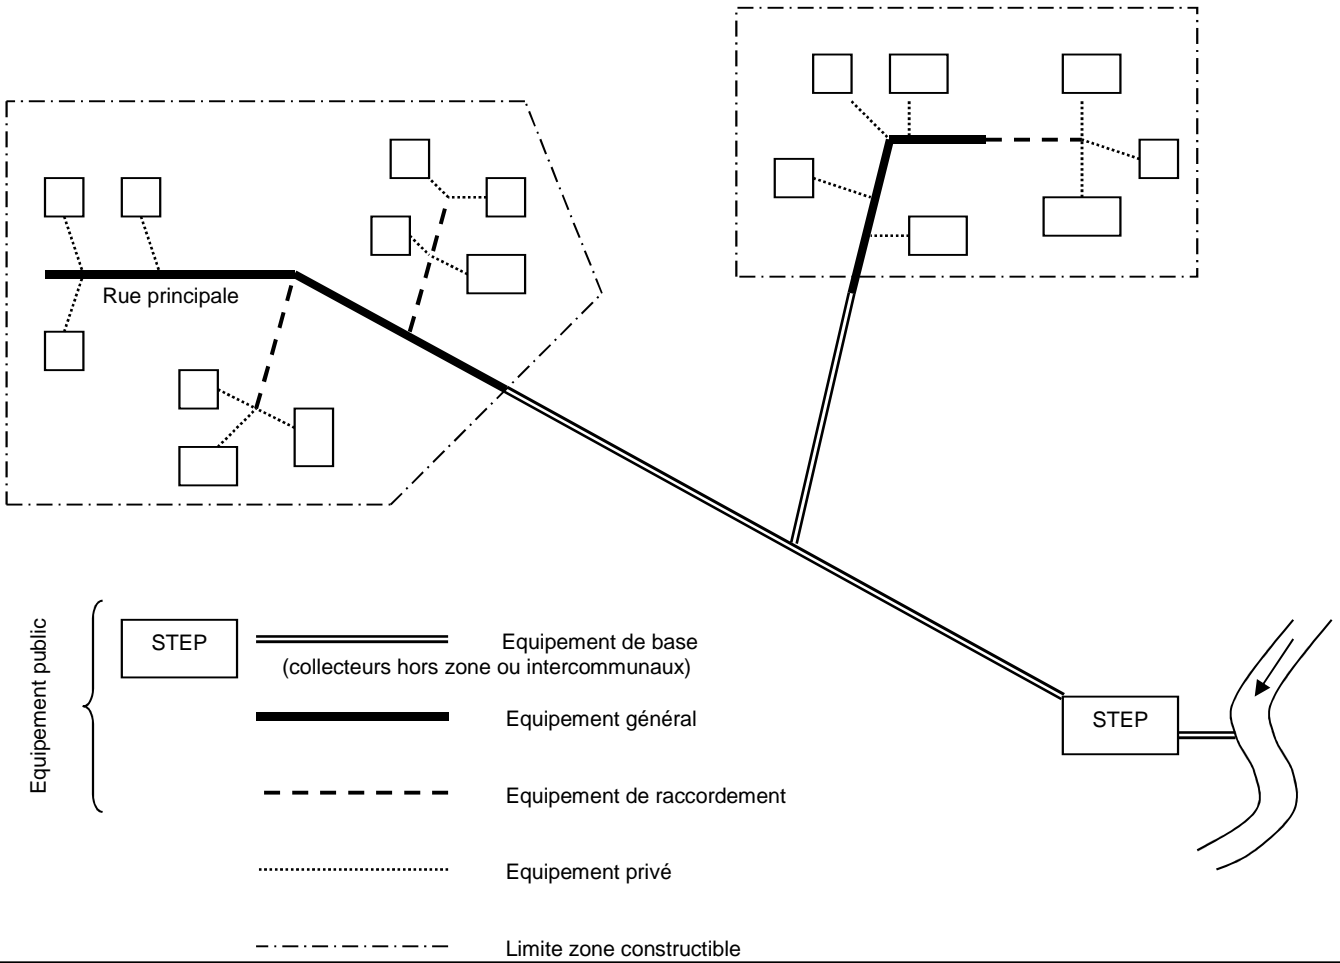 Rue principale
Equipement public
STEP
Equipement de base
(collecteurs hors zone ou intercommunaux)
Equipement général
STEP
Equipement de raccordement
Equipement privé
Limite zone constructible